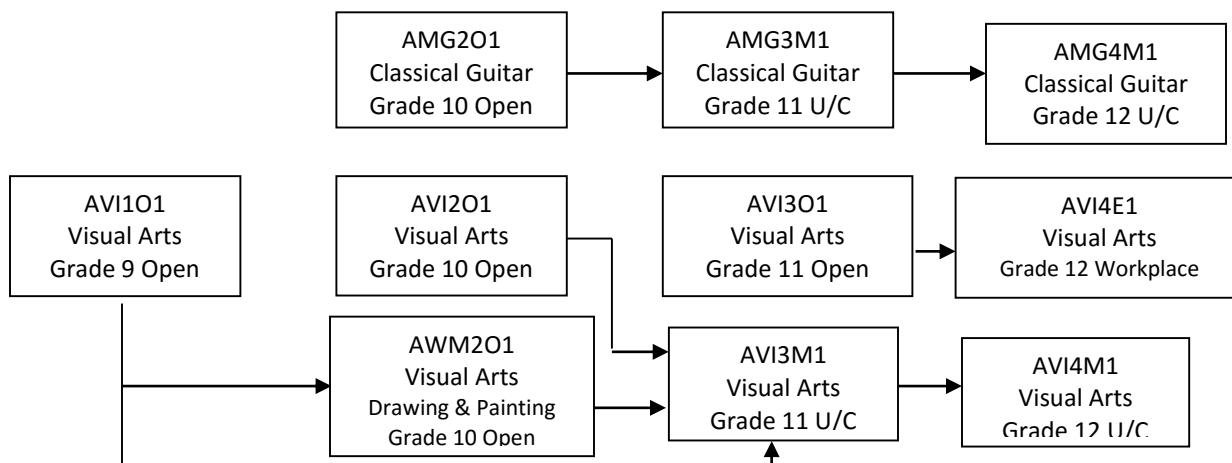 AMG2O1
Classical Guitar
Grade 10 Open
AMG3M1
Classical Guitar
Grade 11 U/C
AMG4M1
Classical Guitar
Grade 12 U/C
AVI1O1
Visual Arts
Grade 9 Open
AVI2O1
Visual Arts
Grade 10 Open
AVI3O1
Visual Arts
Grade 11 Open
AVI4E1
Visual Arts
Grade 12 Workplace
AWM2O1
Visual Arts
Drawing & Painting
Grade 10 Open
AVI3M1
Visual Arts
Grade 11 U/C
AVI4M1
Visual Arts
Grade 12 U/C